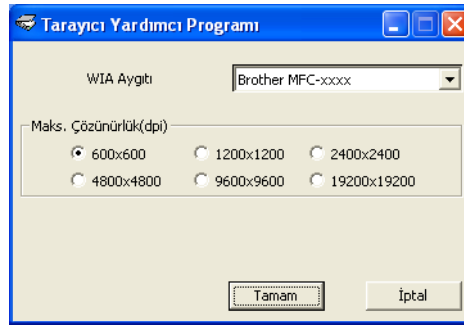 Tarayıcı Yardımcı Programı
WIA Aygıtı Brother MFC-xxxx
Maks. Çözünürlük(dpi)
600x600 1200x1200 2400x2400
4800x4800 9600x9600 19200x19200
Tamam İptal